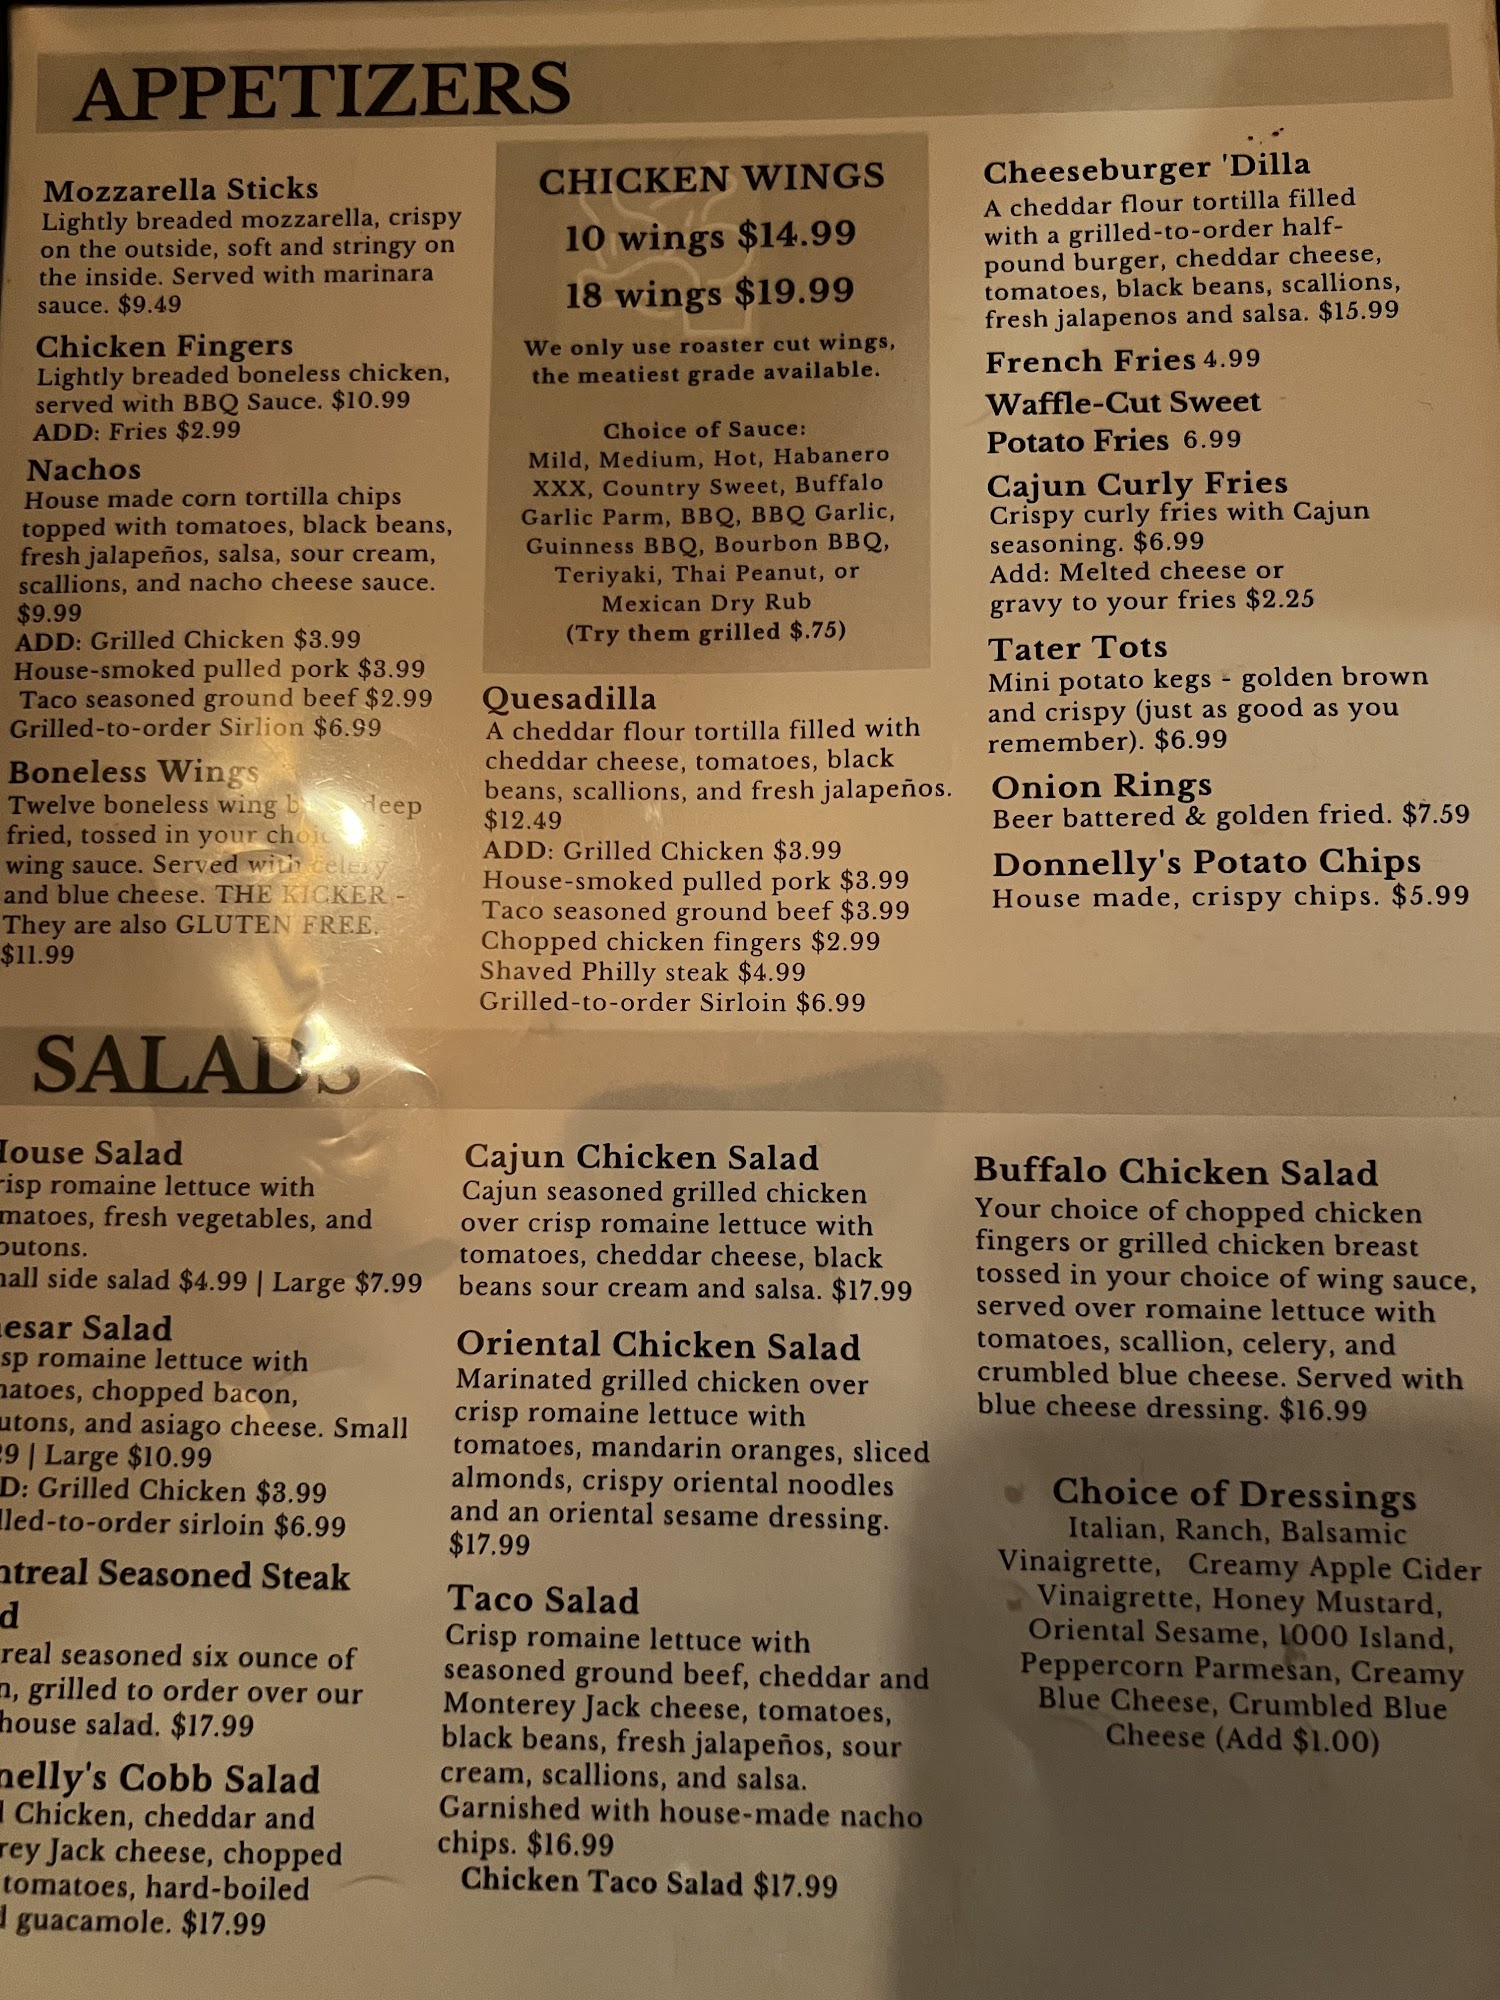 APPETIZERS
Mozzarella Sticks
Lightly breaded mozzarella, crispy
on the outside, soft and stringy on
the inside. Served with marinara
sauce. $9.49
Chicken Fingers
Lightly breaded boneless chicken,
served with BBQ Sauce. $10.99
ADD: Fries $2.99
Nachos
House made corn tortilla chips
topped with tomatoes, black beans,
fresh jalapeños, salsa, sour cream,
scallions, and nacho cheese sauce.
$9.99
ADD: Grilled Chicken $3.99
House-smoked pulled pork $3.99
Taco seasoned ground beef $2.99
Grilled-to-order Sirlion $6.99
Boneless Wings
Twelve boneless wing deep
fried, tossed in your
wing sauce. Served with celery
and blue cheese. THE KICKER -
They are also GLUTEN FREE.
$11.99
CHICKEN WINGS
10 wings $14.99
18 wings $19.99
We only use roaster cut wings,
the meatiest grade available.
Choice of Sauce:
Mild, Medium, Hot, Habanero
XXX, Country Sweet, Buffalo
Garlic Parm, BBQ, BBQ Garlic,
Guinness BBQ, Bourbon BBQ,
Teriyaki, Thai Peanut, or
Mexican Dry Rub
(Try them grilled $.75)
Quesadilla
A cheddar flour tortilla filled with
cheddar cheese, tomatoes, black
beans, scallions, and fresh jalapeños.
$12.49
ADD: Grilled Chicken $3.99
House-smoked pulled pork $3.99
Taco seasoned ground beef $3.99
Chopped chicken fingers $2.99
Shaved Philly steak $4.99
Grilled-to-order Sirloin $6.99
Cheeseburger 'Dilla
A cheddar flour tortilla filled
with a grilled-to-order half-
pound burger, cheddar cheese,
tomatoes, black beans, scallions,
fresh jalapenos and salsa. $15.99
French Fries 4.99
Waffle-Cut Sweet
Potato Fries 6.99
Cajun Curly Fries
Crispy curly fries with Cajun
seasoning. $6.99
Add: Melted cheese or
gravy to your fries $2.25
Tater Tots
Mini potato kegs - golden brown
and crispy (just as good as you
remember). $6.99
Onion Rings
Beer battered & golden fried. $7.59
Donnelly's Potato Chips
House made, crispy chips. $5.99
SALADS
House Salad
risp romaine lettuce with
matoes, fresh vegetables, and
outons.
nall side salad $4.99 | Large $7.99
esar Salad
sp romaine lettuce with
natoes, chopped bacon,
utons, and asiago cheese. Small
29 | Large $10.99
D: Grilled Chicken $3.99
lled-to-order sirloin $6.99
ntreal Seasoned Steak
d
real seasoned six ounce of
n, grilled to order over our
house salad. $17.99
nelly's Cobb Salad
d Chicken, cheddar and
rey Jack cheese, chopped
tomatoes, hard-boiled
d guacamole. $17.99
Cajun Chicken Salad
Cajun seasoned grilled chicken
over crisp romaine lettuce with
tomatoes, cheddar cheese, black
beans sour cream and salsa. $17.99
Oriental Chicken Salad
Marinated grilled chicken over
crisp romaine lettuce with
tomatoes, mandarin oranges, sliced
almonds, crispy oriental noodles
and an oriental sesame dressing.
$17.99
Taco Salad
Crisp romaine lettuce with
seasoned ground beef, cheddar and
Monterey Jack cheese, tomatoes,
black beans, fresh jalapeños, sour
cream, scallions, and salsa.
Garnished with house-made nacho
chips. $16.99
Chicken Taco Salad $17.99
Buffalo Chicken Salad
Your choice of chopped chicken
fingers or grilled chicken breast
tossed in your choice of wing sauce,
served over romaine lettuce with
tomatoes, scallion, celery, and
crumbled blue cheese. Served with
blue cheese dressing. $16.99
Choice of Dressings
Italian, Ranch, Balsamic
Vinaigrette, Creamy Apple Cider
Vinaigrette, Honey Mustard,
Oriental Sesame, 1000 Island,
Peppercorn Parmesan, Creamy
Blue Cheese, Crumbled Blue
Cheese (Add $1.00)